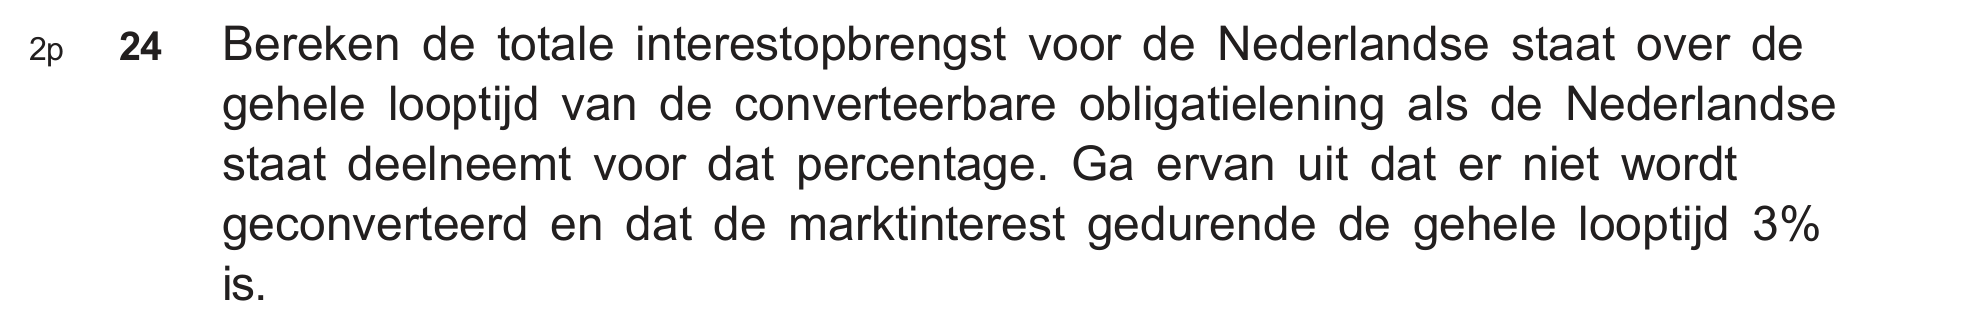 2p 24 Bereken de totale interestopbrengst voor de Nederlandse staat over de
gehele looptijd van de converteerbare obligatielening als de Nederlandse
staat deelneemt voor dat percentage. Ga ervan uit dat er niet wordt
geconverteerd en dat de marktinterest gedurende de gehele looptijd 3%
is.